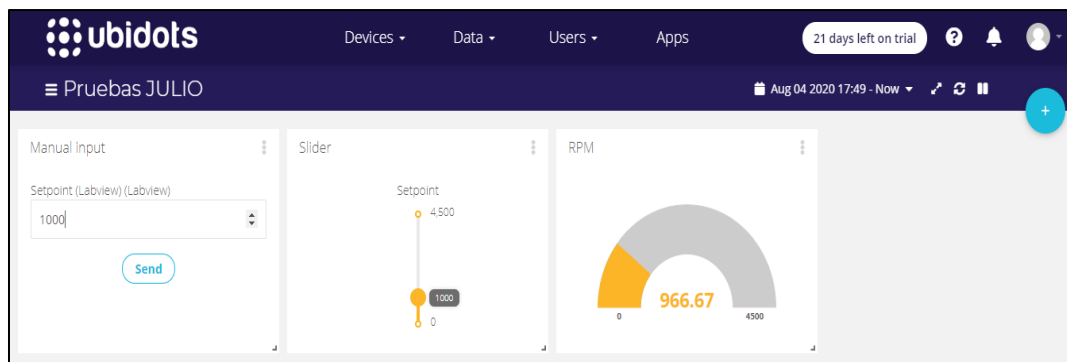 ubidots
Devices
Data
Users
Apps
21 days left on trial
?
≡ Pruebas JULIO
Aug 04 2020 17:49 - Now
+
Manual Input
Setpoint (Labview) (Labview)
1000
Send
Slider
Setpoint
4,500
1000
0
RPM
966.67
0
4500